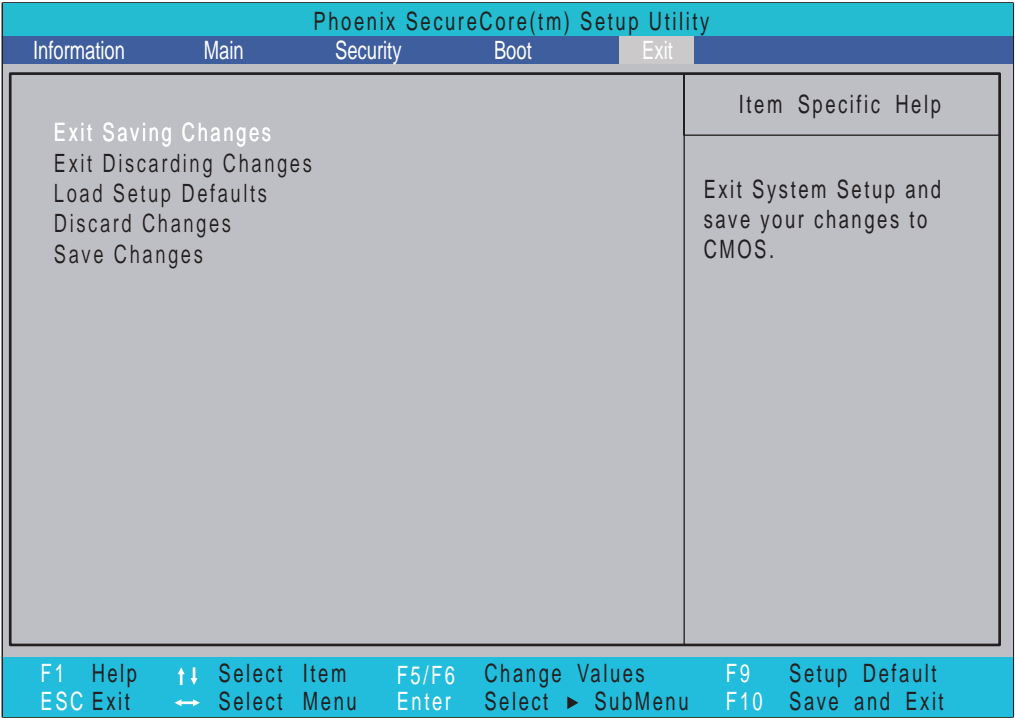 Phoenix SecureCore(tm) Setup Utility
Information Main Security Boot Exit
Exit Saving Changes
Exit Discarding Changes
Load Setup Defaults
Discard Changes
Save Changes
Item Specific Help
Exit System Setup and
save your changes to
CMOS.
F1 Help ↑↓ Select Item F5/F6 Change Values F9 Setup Default
ESC Exit ↔ Select Menu Enter Select ► SubMenu F10 Save and Exit